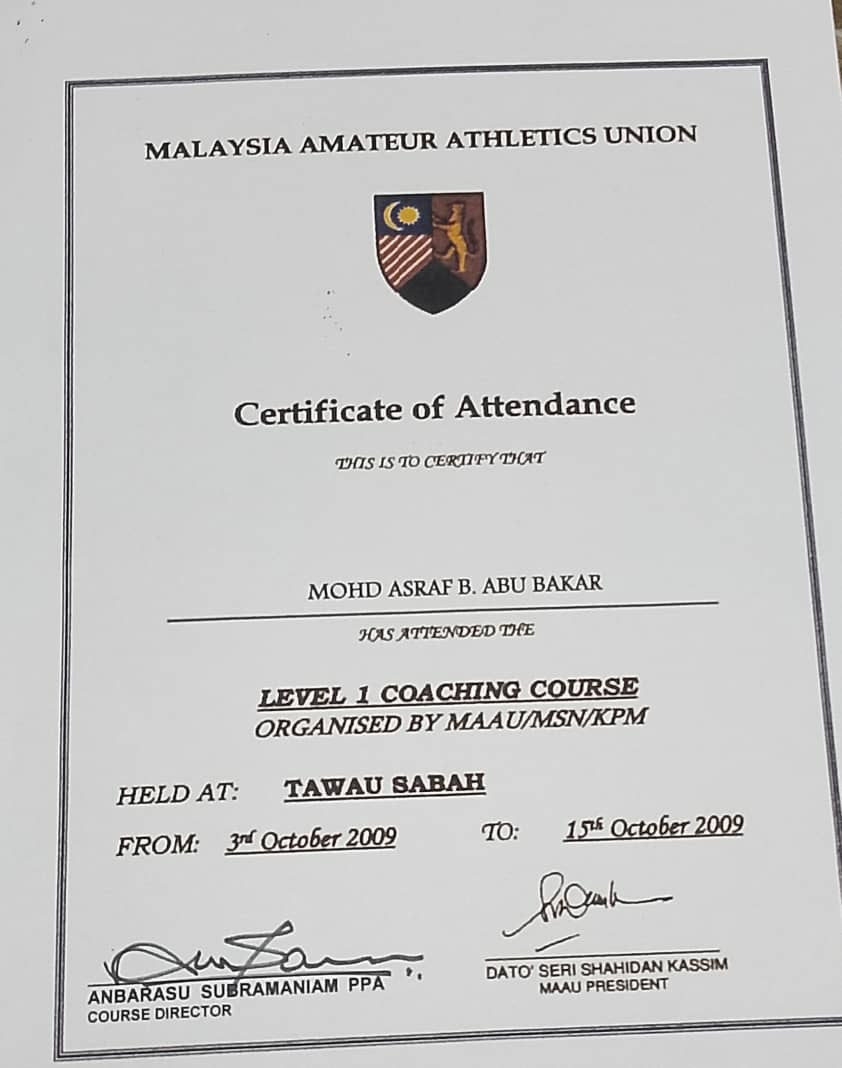 MALAYSIA AMATEUR ATHLETICS UNION
Certificate of Attendance
THIS IS TO CERTIFY THAT
MOHD ASRAF B. ABU BAKAR
HAS ATTENDED THE
LEVEL 1 COACHING COURSE
ORGANISED BY MAAU/MSN/KPM
HELD AT: TAWAU SABAH
FROM: 3rd October 2009 TO: 15th October 2009
ANBARASU SUBRAMANIAM PPA
COURSE DIRECTOR
DATO' SERI SHAHIDAN KASSIM
MAAU PRESIDENT